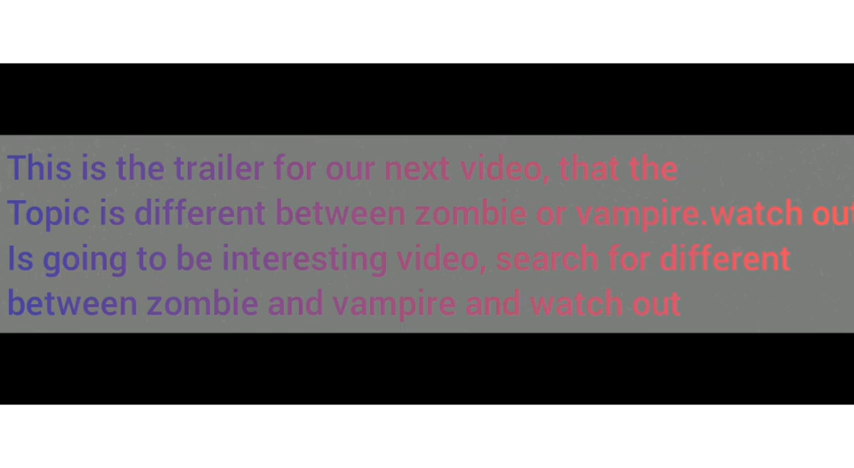 This is the trailer for our next video, that the
Topic is different between zombie or vampire.watch out
Is going to be interesting video, search for different
between zombie and vampire and watch out